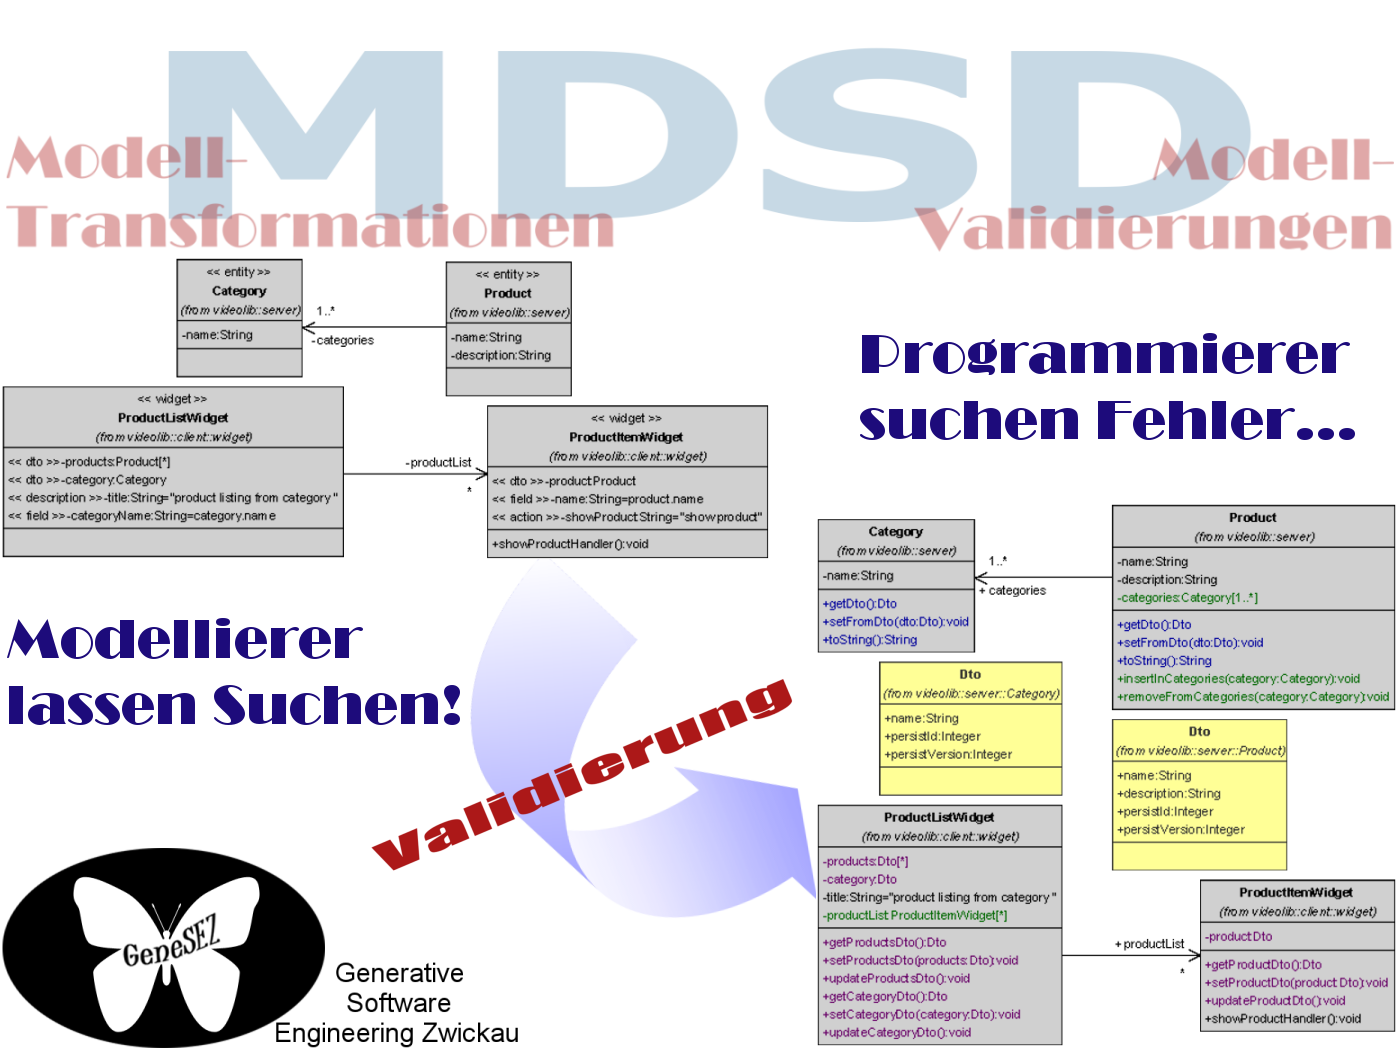 MDSD
Modell-
Transformationen
Modell-
Validierungen
<< entity >>
Category
(from videolib::server)
-name:String
1..*
-categories
<< entity >>
Product
(from videolib::server)
-name:String
-description:String
<< widget >>
ProductListWidget
(from videolib::client::widget)
<< dto >>-products:Product[*]
<< dto >>-category:Category
<< description >>-title:String="product listing from category "
<< field >>-categoryName:String=category.name
-productList
*
<< widget >>
ProductItemWidget
(from videolib::client::widget)
<< dto >>-product:Product
<< field >>-name:String=product.name
<< action >>-showProduct:String="show product"
+showProductHandler():void
Programmierer
suchen Fehler...
Modellierer
lassen Suchen!
Validierung
Category
(from videolib::server)
-name:String
+getDto():Dto
+setFromDto(dto:Dto):void
+toString():String
1..*
+ categories
Product
(from videolib::server)
-name:String
-description:String
-categories:Category[1..*]
+getDto():Dto
+setFromDto(dto:Dto):void
+toString():String
+insertInCategories(category:Category):void
+removeFromCategories(category:Category):void
Dto
(from videolib::server::Category)
+name:String
+persistId:Integer
+persistVersion:Integer
Dto
(from videolib::server::Product)
+name:String
+description:String
+persistId:Integer
+persistVersion:Integer
ProductListWidget
(from videolib::client::widget)
-products:Dto[*]
-category:Dto
-title:String="product listing from category "
-productList:ProductItemWidget[*]
+getProductsDto():Dto
+setProductsDto(products:Dto):void
+updateProductsDto():void
+getCategoryDto():Dto
+setCategoryDto(category:Dto):void
+updateCategoryDto():void
+ productList
*
ProductItemWidget
(from videolib::client::widget)
-product:Dto
+getProductDto():Dto
+setProductDto(product:Dto):void
+updateProductDto():void
+showProductHandler():void
GeneSEZ
Generative
Software
Engineering Zwickau